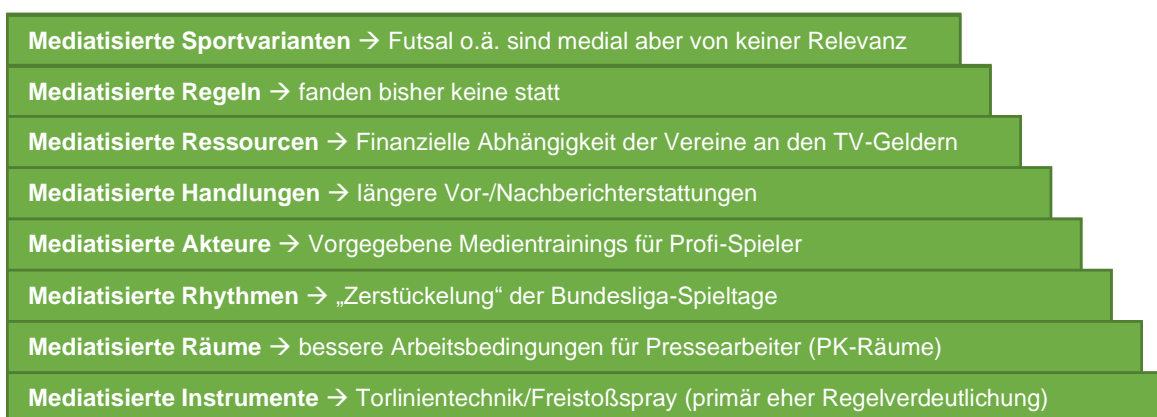 Mediatisierte Sportvarianten → Futsal o.ä. sind medial aber von keiner Relevanz
Mediatisierte Regeln → fanden bisher keine statt
Mediatisierte Ressourcen → Finanzielle Abhängigkeit der Vereine an den TV-Geldern
Mediatisierte Handlungen → längere Vor-/Nachberichterstattungen
Mediatisierte Akteure → Vorgegebene Medientrainings für Profi-Spieler
Mediatisierte Rhythmen → „Zerstückelung“ der Bundesliga-Spieltage
Mediatisierte Räume → bessere Arbeitsbedingungen für Pressearbeiter (PK-Räume)
Mediatisierte Instrumente → Torlinientechnik/Freistoßspray (primär eher Regelverdeutlichung)